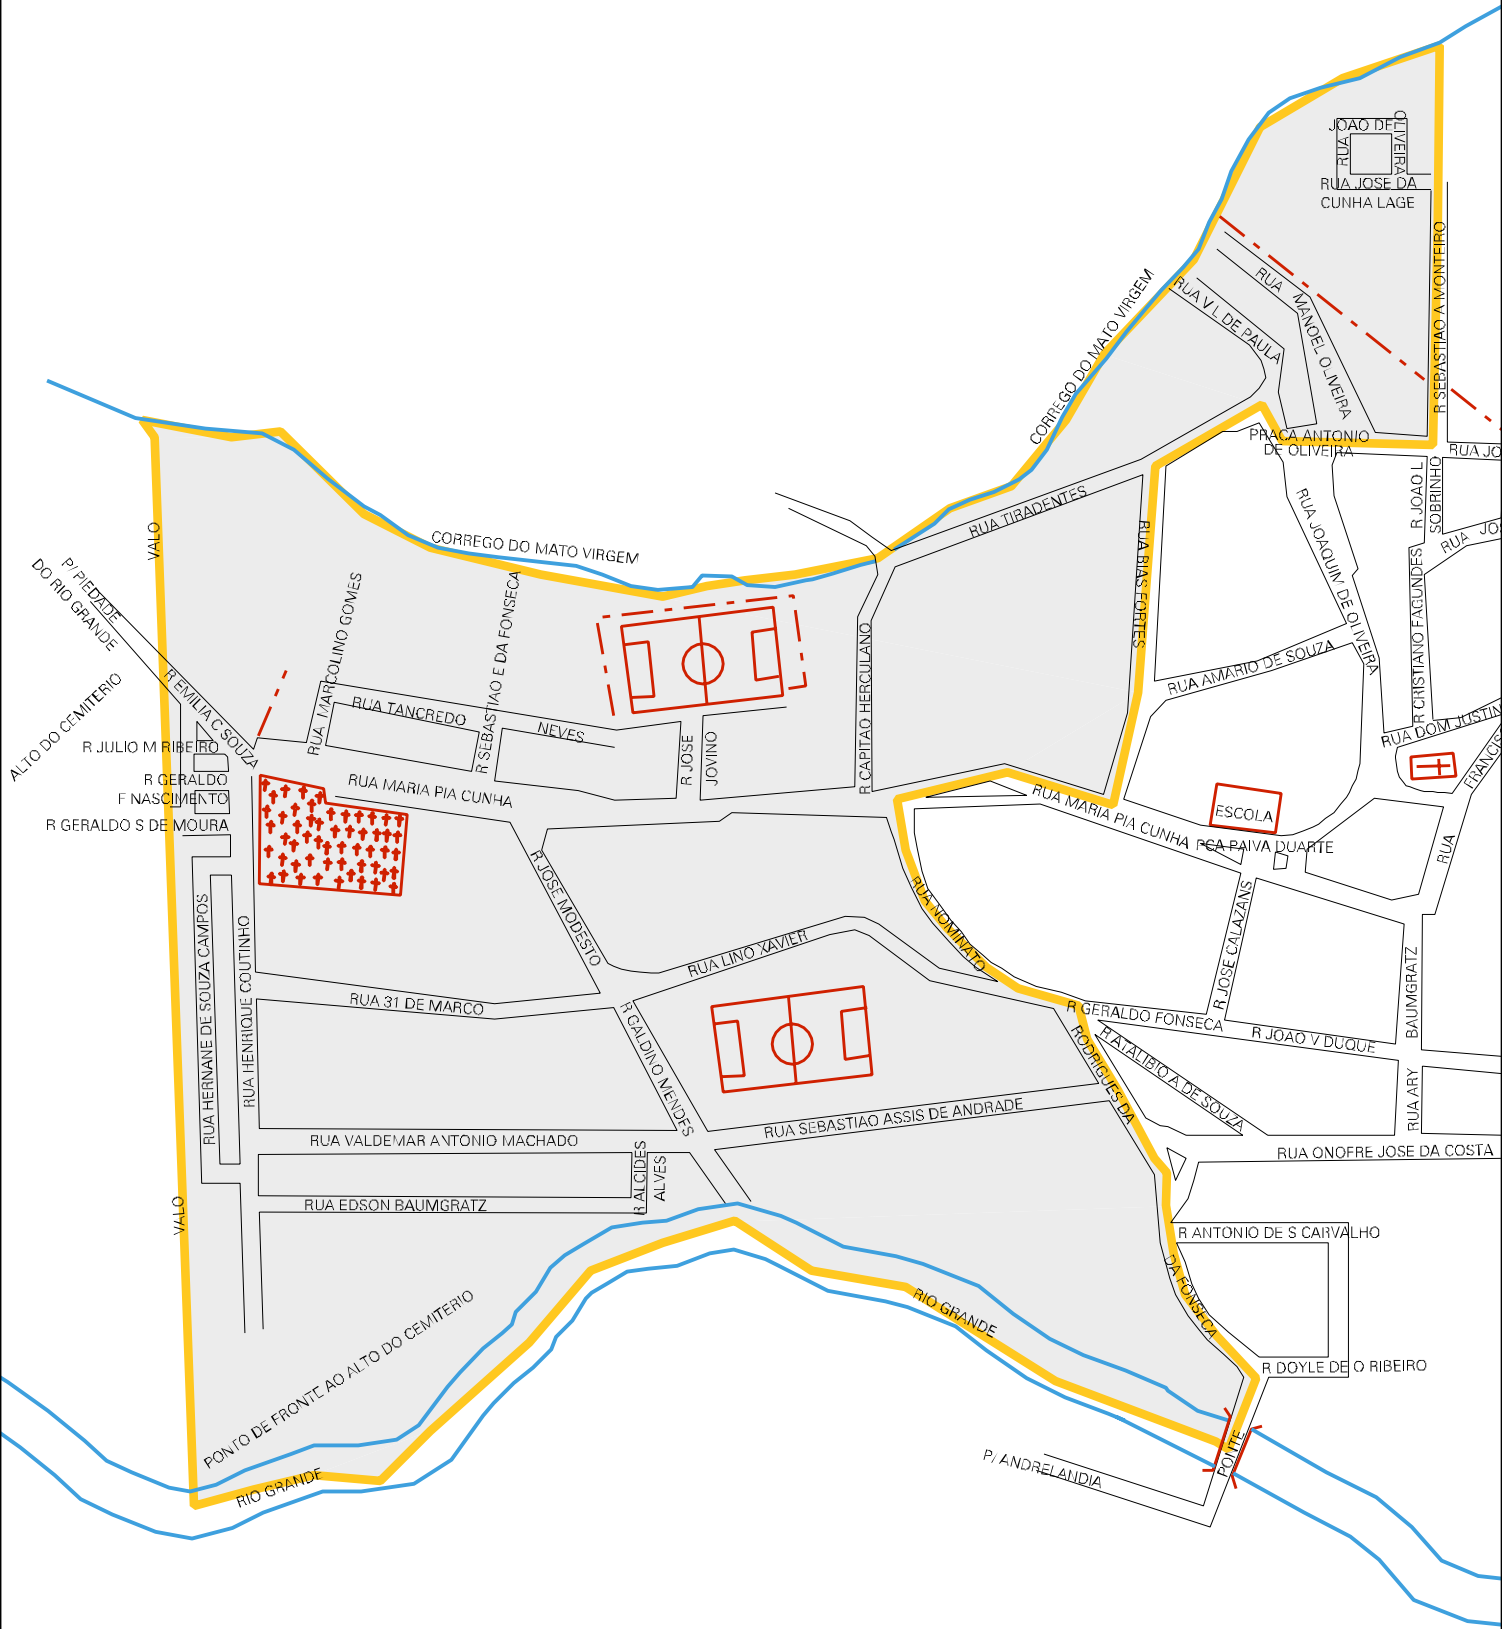 JOAO DE
OLIVEIRA
RUA
RUA JOSE DA
CUNHA LAGE
R SEBASTIAO A MONTEIRO
RUA MANOEL OLIVEIRA
RUA V L DE PAULA
CORREGO DO MATO VIRGEM
PRACA ANTONIO
DE OLIVEIRA
RUA JO
R JOAO L
SOBRINHO
RUA JOS
RUA JOAQUIM DE OLIVEIRA
RUA TIRADENTES
RUA BIAS FORTES
VALO
CORREGO DO MATO VIRGEM
P/ PIEDADE
DO RIO GRANDE
ALTO DO CEMITERIO
R EMILIA C SOUZA
RUA MARCOLINO GOMES
R SEBASTIAO E DA FONSECA
RUA TANCREDO
NEVES
R JOSE
JOVINO
R CAPITAO HERCULANO
RUA AMARIO DE SOUZA
R CRISTIANO FAGUNDES
RUA DOM JUSTIN
FRANCISC
RUA
R JULIO M RIBEIRO
R GERALDO
F NASCIMENTO
R GERALDO S DE MOURA
RUA MARIA PIA CUNHA
RUA MARIA PIA CUNHA
ESCOLA
PCA PAIVA DUARTE
R JOSE MODESTO
RUA NOMINATO
RUA LINO XAVIER
R JOSE CALAZANS
BAUMGRATZ
RUA ARY
RUA HERNANE DE SOUZA CAMPOS
RUA HENRIQUE COUTINHO
RUA 31 DE MARCO
R GALDINO MENDES
R GERALDO FONSECA
R JOAO V DUQUE
R ATALIBIO A DE SOUZA
RODRIGUES DA
RUA SEBASTIAO ASSIS DE ANDRADE
RUA VALDEMAR ANTONIO MACHADO
R ALCIDES
ALVES
RUA ONOFRE JOSE DA COSTA
RUA EDSON BAUMGRATZ
VALO
R ANTONIO DE S CARVALHO
DA FONSECA
PONTO DE FRONTE AO ALTO DO CEMITERIO
RIO GRANDE
R DOYLE DE O RIBEIRO
PONTE
P/ ANDRELANDIA
RIO GRANDE